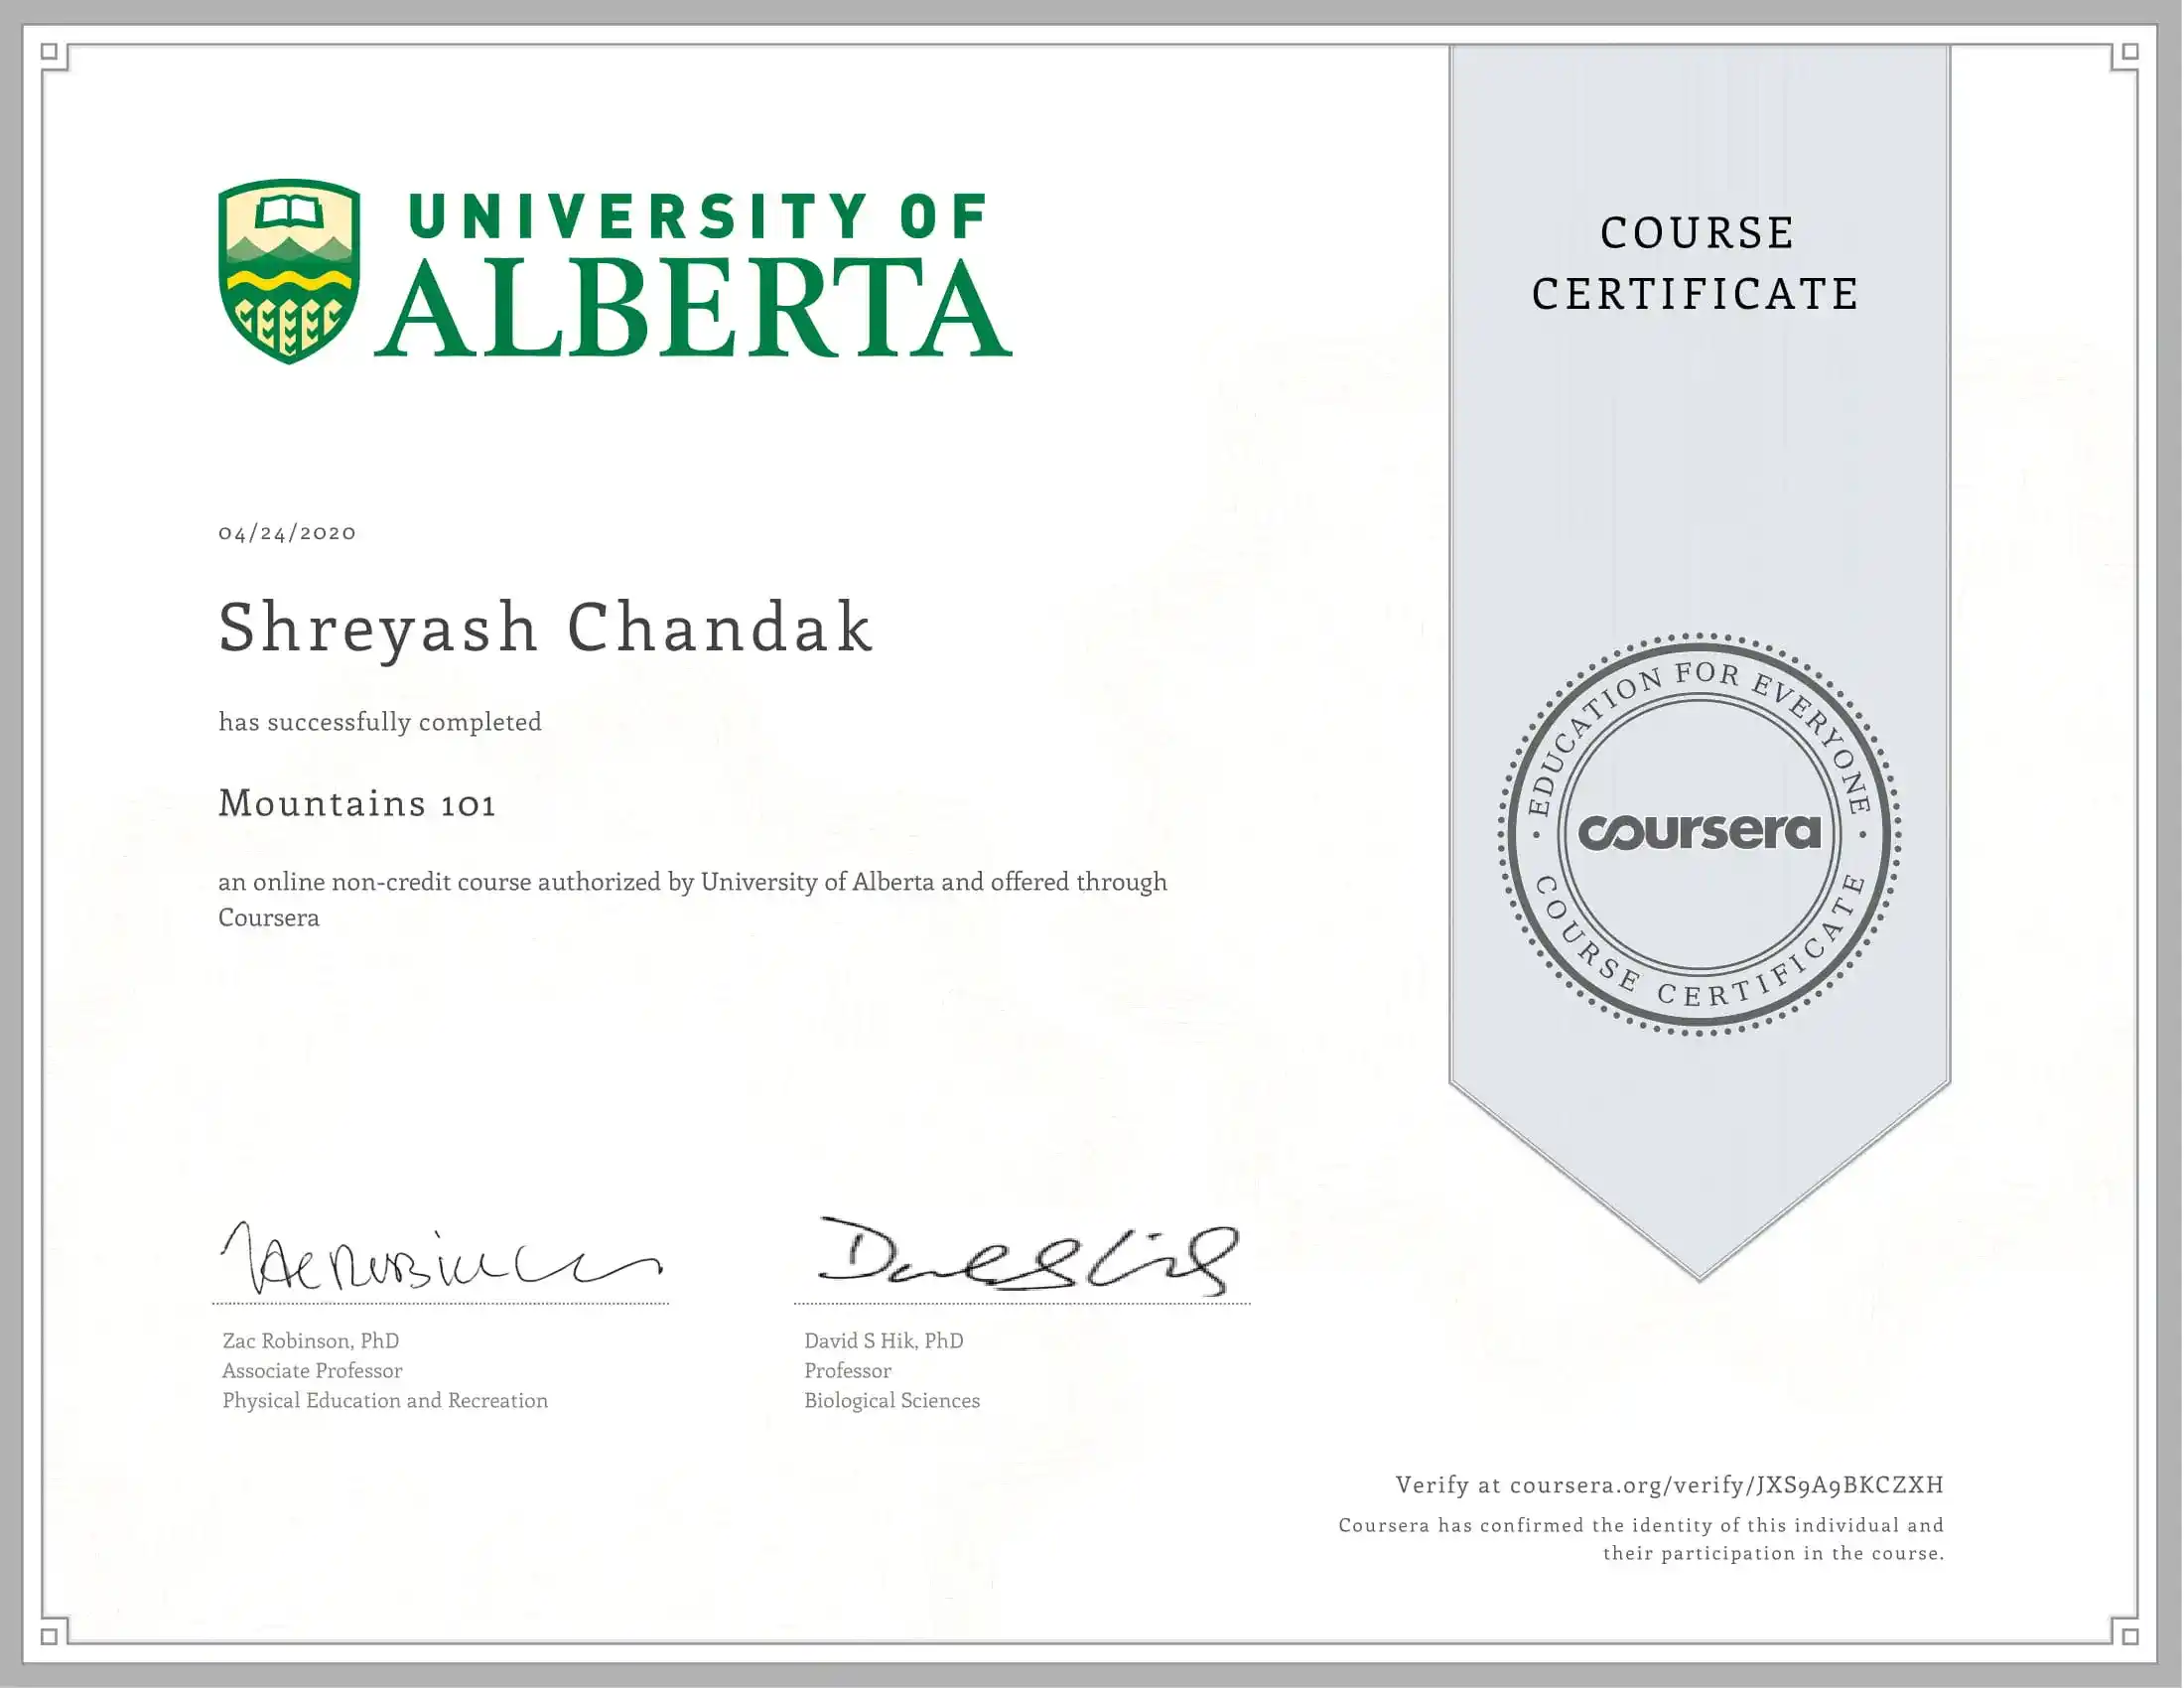 UNIVERSITY OF
ALBERTA
COURSE
CERTIFICATE
04/24/2020
Shreyash Chandak
has successfully completed
Mountains 101
an online non-credit course authorized by University of Alberta and offered through
Coursera
EDUCATION FOR EVERYONE
coursera
COURSE CERTIFICATE
Zac Robinson, PhD
Associate Professor
Physical Education and Recreation
David S Hik, PhD
Professor
Biological Sciences
Verify at coursera.org/verify/JXS9A9BKCZXH
Coursera has confirmed the identity of this individual and
their participation in the course.